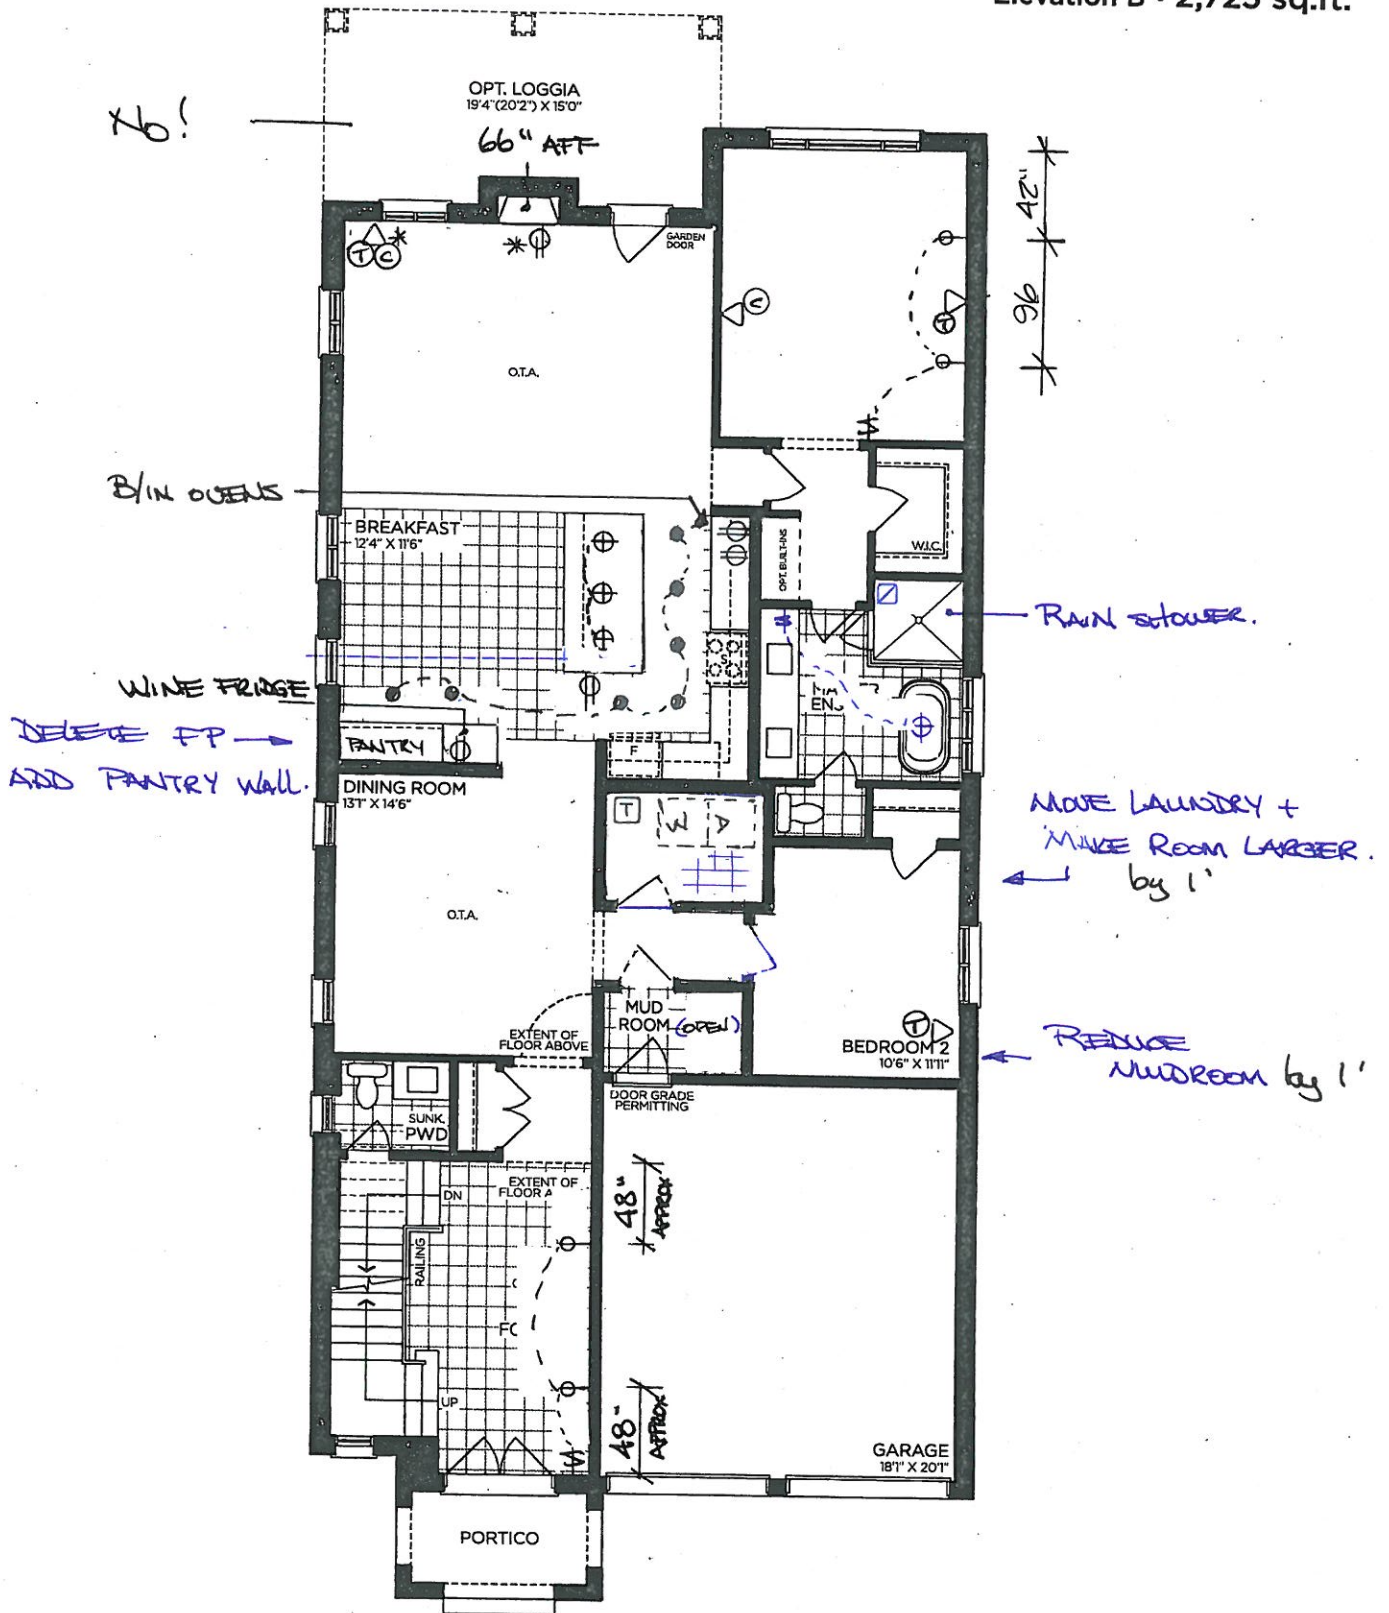 Elevation B - 2,725 sq.ft.
OPT. LOGGIA
19'4"(20'2") X 15'0"
No!
66" AFF
42"
96
GARDEN
DOOR
T
C
C
T
O.T.A.
B/IN OVENS
BREAKFAST
12'4" X 11'6"
OPT. BUILT-INS
W.I.C.
RAIN SHOWER.
S
WINE FRIDGE
DELETE FP
ADD PANTRY WALL.
PANTRY
F
EN
DINING ROOM
13'1" X 14'6"
T
W
A
MOVE LAUNDRY +
MAKE ROOM LARGER.
by 1'
O.T.A.
MUD
ROOM (OPEN)
T
EXTENT OF
FLOOR ABOVE
BEDROOM 2
10'6" X 11'11"
REDUCE
MUDROOM by 1'
DOOR GRADE
PERMITTING
SUNK.
PWD
EXTENT OF
FLOOR A
DN
48"
APPROX
RAILING
FO
UP
48"
APPROX
GARAGE
18'1" X 20'1"
PORTICO